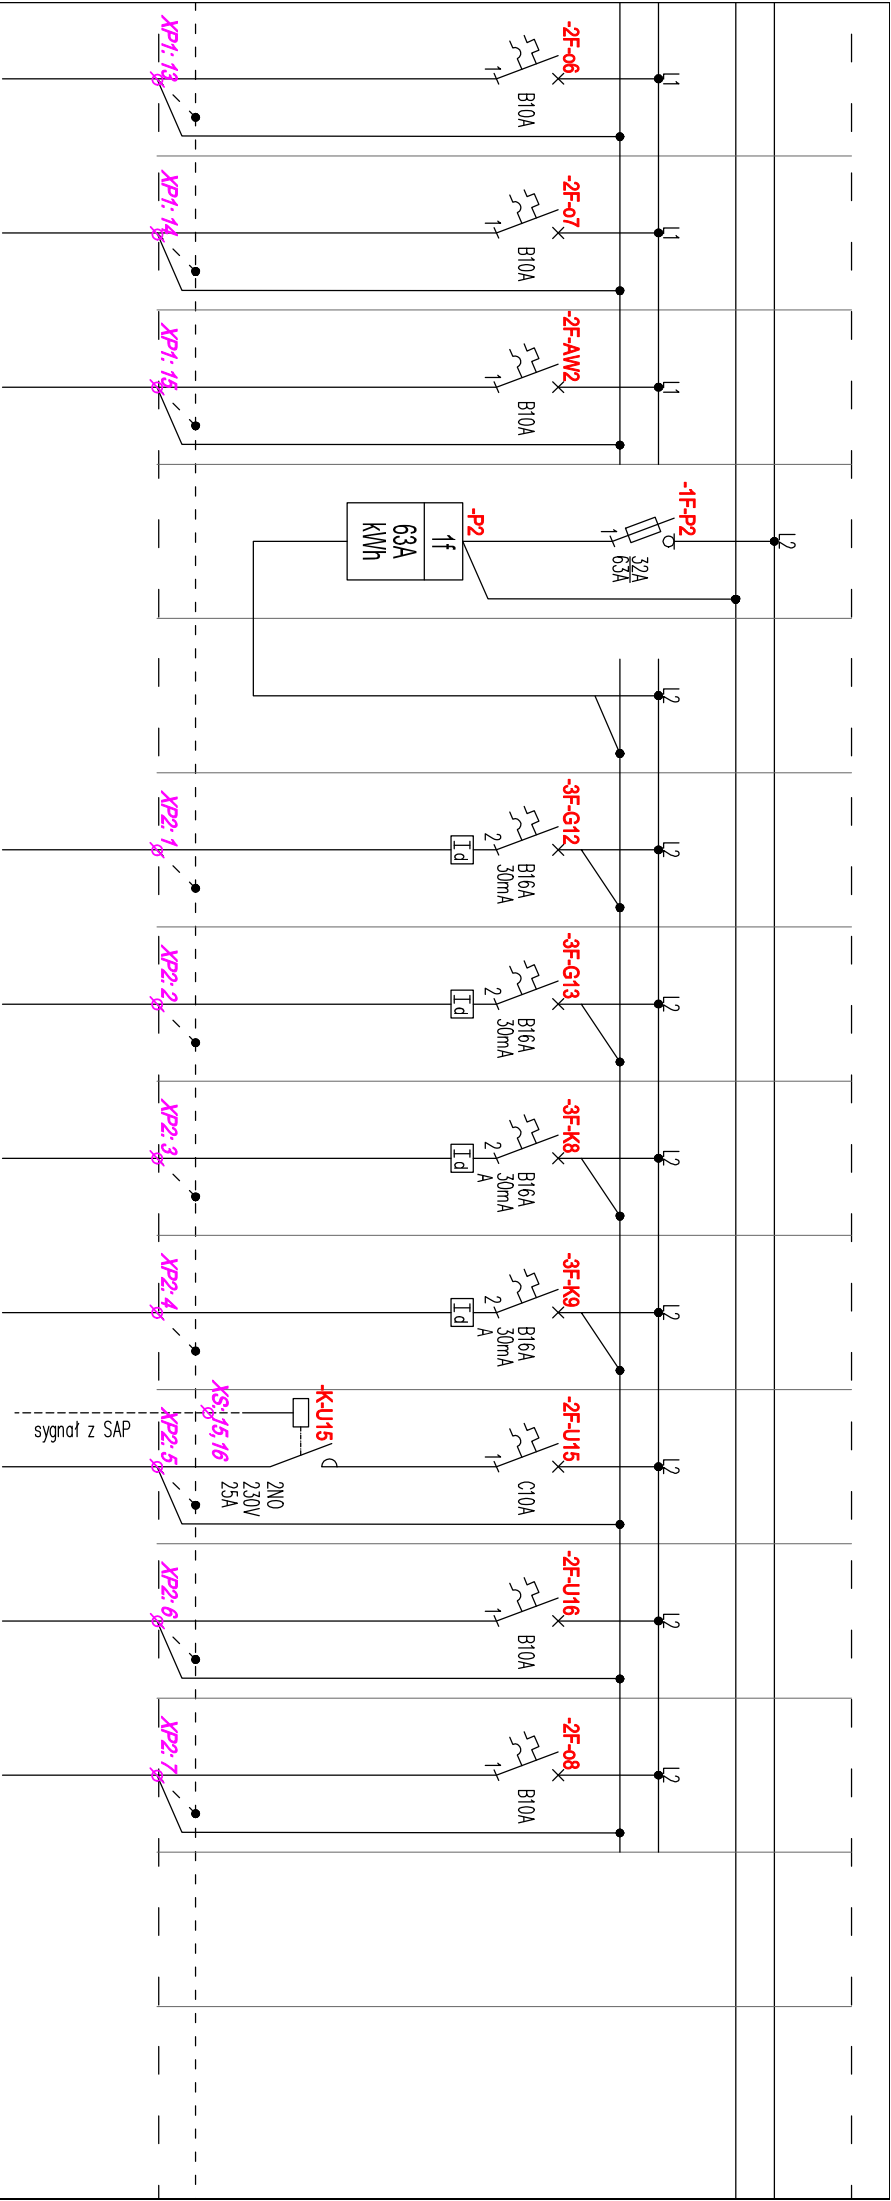 XP1: 13
-2F-o6
1
B10A
L1
XP1: 14
-2F-o7
1
B10A
L1
XP1: 15
-2F-AW2
1
B10A
L1
-1F-P2
1
32A
63A
L2
-P2
1f
63A
kWh
L2
XP2: 1
-3F-G12
2
B16A
30mA
Id
L2
XP2: 2
-3F-G13
2
B16A
30mA
Id
L2
XP2: 3
-3F-K8
2
B16A
30mA
A
Id
L2
XP2: 4
-3F-K9
2
B16A
30mA
A
Id
L2
XS: 15,16
sygnał z SAP
-K-U15
2NO
230V
25A
XP2: 5
-2F-U15
1
C10A
L2
XP2: 6
-2F-U16
1
B10A
L2
XP2: 7
-2F-o8
1
B10A
L2